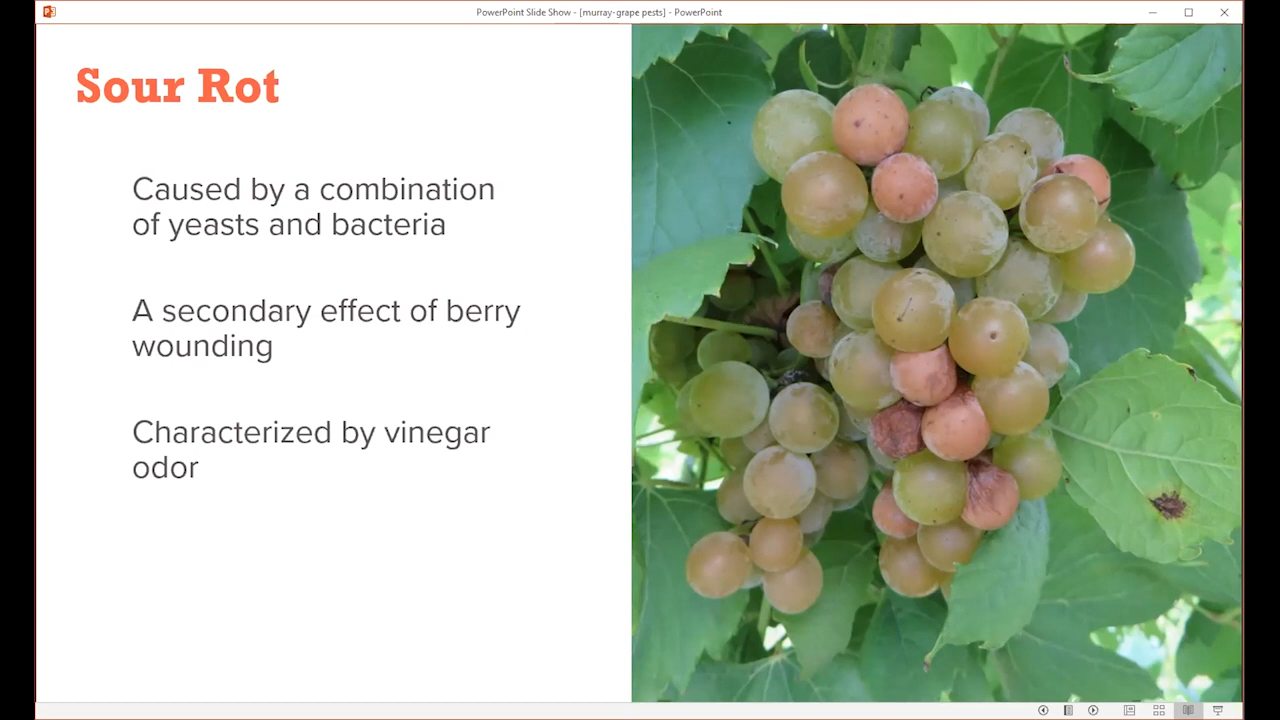 PowerPoint Slide Show - [murray-grape pests] - PowerPoint
Sour Rot
Caused by a combination
of yeasts and bacteria
A secondary effect of berry
wounding
Characterized by vinegar
odor